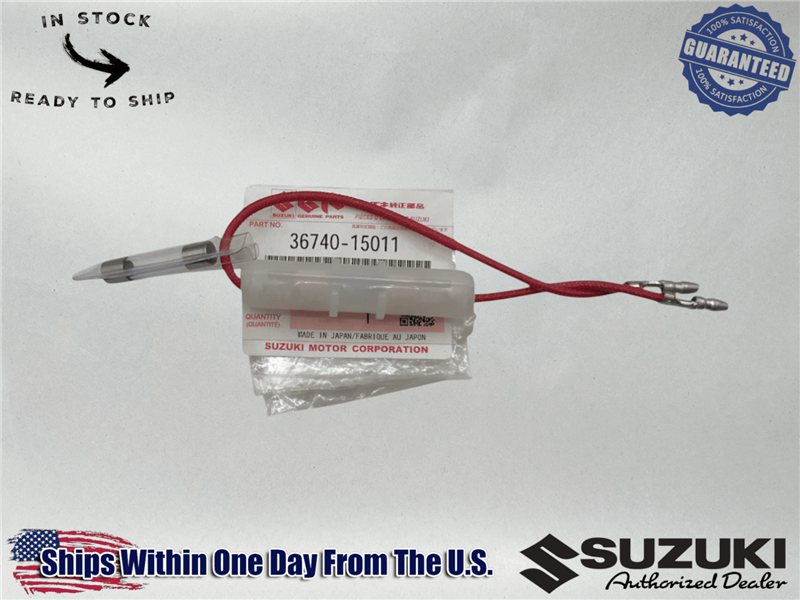 IN STOCK
READY TO SHIP
100% SATISFACTION
GUARANTEED
100% SATISFACTION
SUZUKI GENUINE PARTS
PART NO.
36740-15011
QUANTITY
(QUANTITE)
1
MADE IN JAPAN/FABRIQUE AU JAPON
SUZUKI MOTOR CORPORATION
Ships Within One Day From The U.S.
SUZUKI
Authorized Dealer